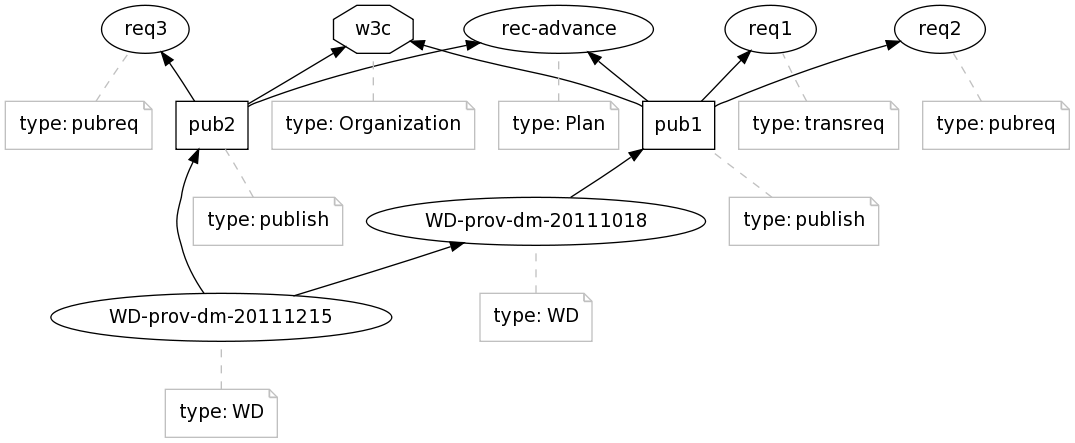 req3
w3c
rec-advance
req1
req2
type: pubreq
pub2
type: Organization
type: Plan
pub1
type: transreq
type: pubreq
type: publish
WD-prov-dm-20111018
type: publish
WD-prov-dm-20111215
type: WD
type: WD